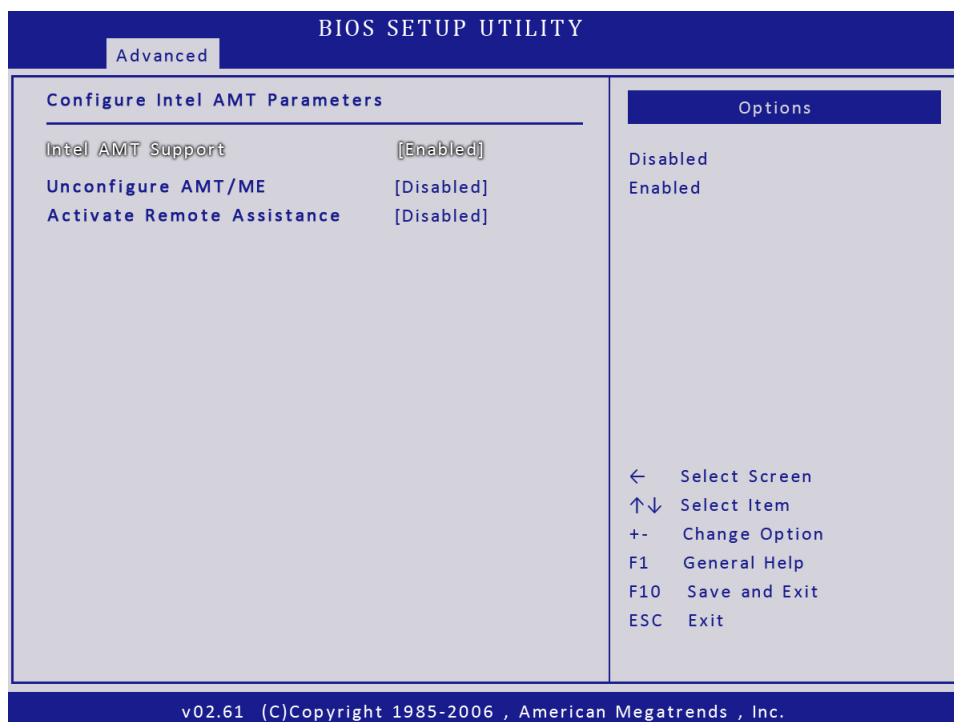 BIOS SETUP UTILITY
Advanced
Configure Intel AMT Parameters
Intel AMT Support [Enabled]
Unconfigure AMT/ME [Disabled]
Activate Remote Assistance [Disabled]
Options
Disabled
Enabled
← Select Screen
↑↓ Select Item
+- Change Option
F1 General Help
F10 Save and Exit
ESC Exit
v02.61 (C)Copyright 1985-2006 , American Megatrends , Inc.